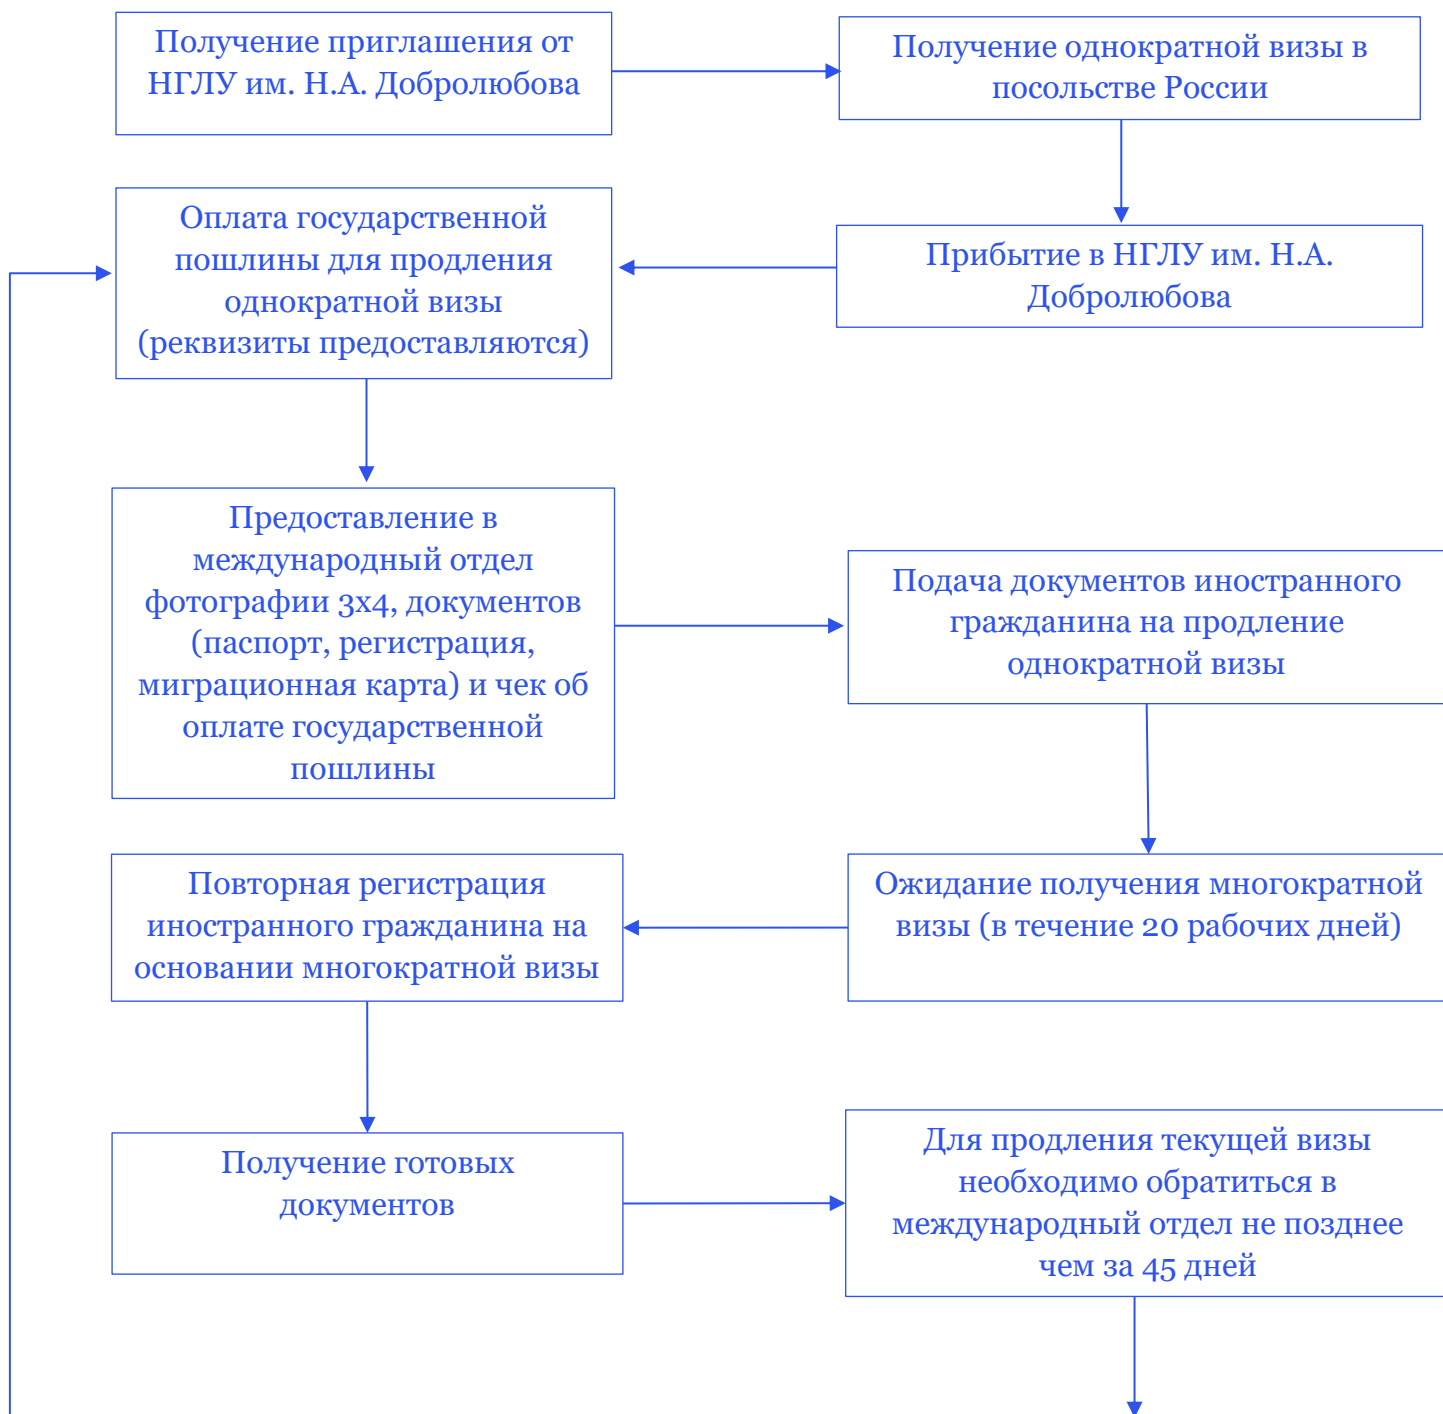 Получение приглашения от
НГЛУ им. Н.А. Добролюбова
Получение однократной визы в
посольстве России
Прибытие в НГЛУ им. Н.А.
Добролюбова
Оплата государственной
пошлины для продления
однократной визы
(реквизиты предоставляются)
Предоставление в
международный отдел
фотографии 3х4, документов
(паспорт, регистрация,
миграционная карта) и чек об
оплате государственной
пошлины
Подача документов иностранного
гражданина на продление
однократной визы
Ожидание получения многократной
визы (в течение 20 рабочих дней)
Повторная регистрация
иностранного гражданина на
основании многократной визы
Получение готовых
документов
Для продления текущей визы
необходимо обратиться в
международный отдел не позднее
чем за 45 дней